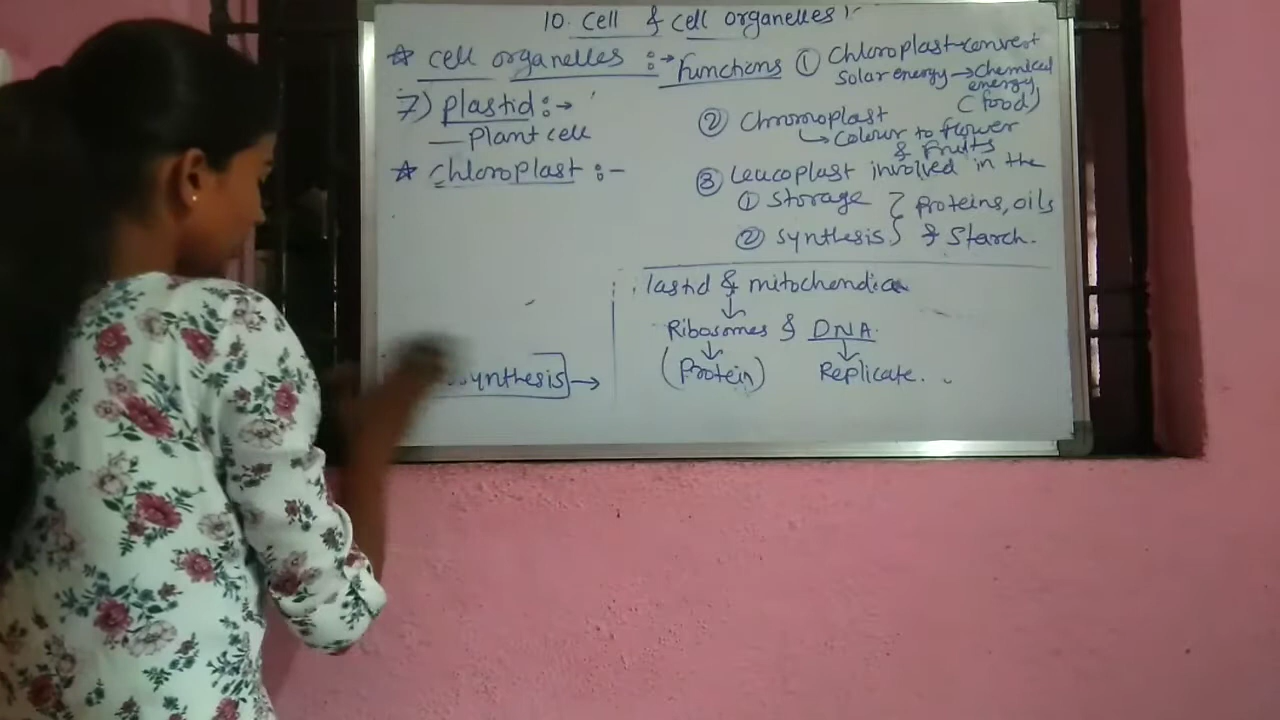 10. cell & cell organelles :-
☆ cell organelles :→
7) plastid :→
— Plant cell
☆ chloroplast :-
synthesis →
Functions ① Chloroplast convert
solar energy → chemical
energy
(food)
② Chromoplast
↳ colour to flower
& fruits
③ Leucoplast involved in the
① storage } proteins, oils
② synthesis } & starch.
lastid & mitochondia
↓
Ribosomes & DNA
↓ ↓
(Protein) Replicate.